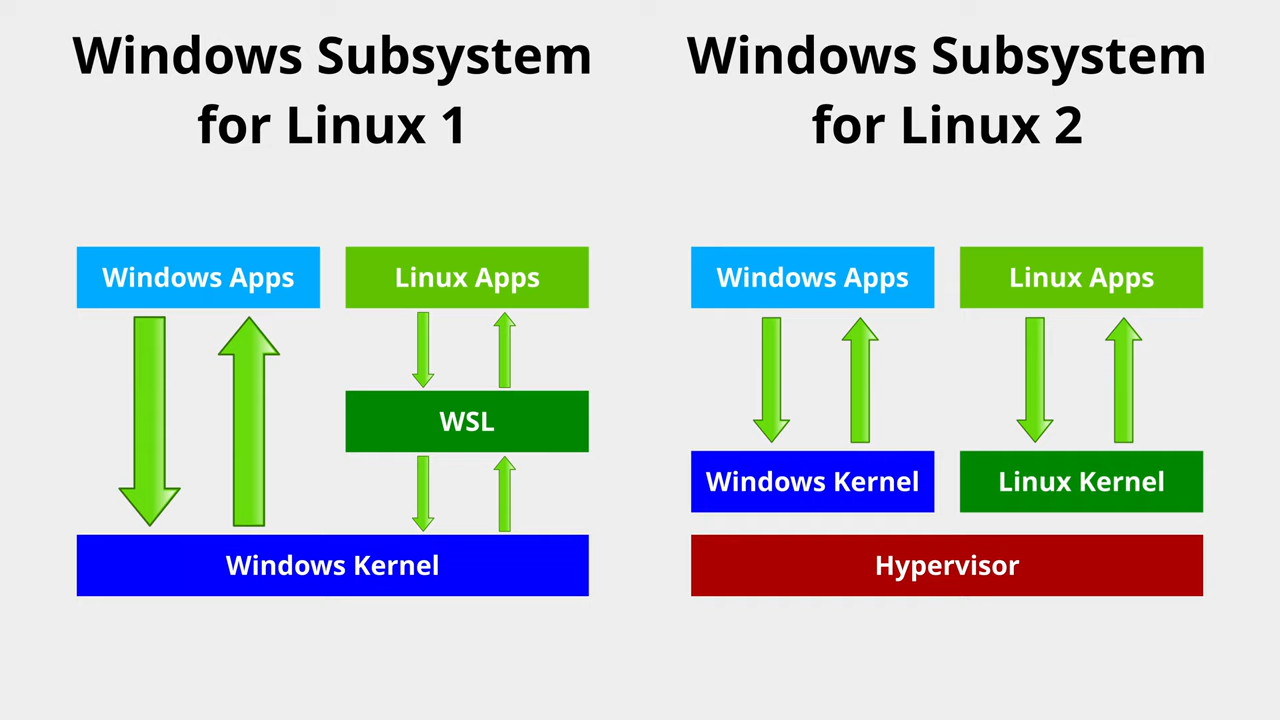 Windows Subsystem
for Linux 1
Windows Apps
Linux Apps
WSL
Windows Kernel
Windows Subsystem
for Linux 2
Windows Apps
Linux Apps
Windows Kernel
Linux Kernel
Hypervisor